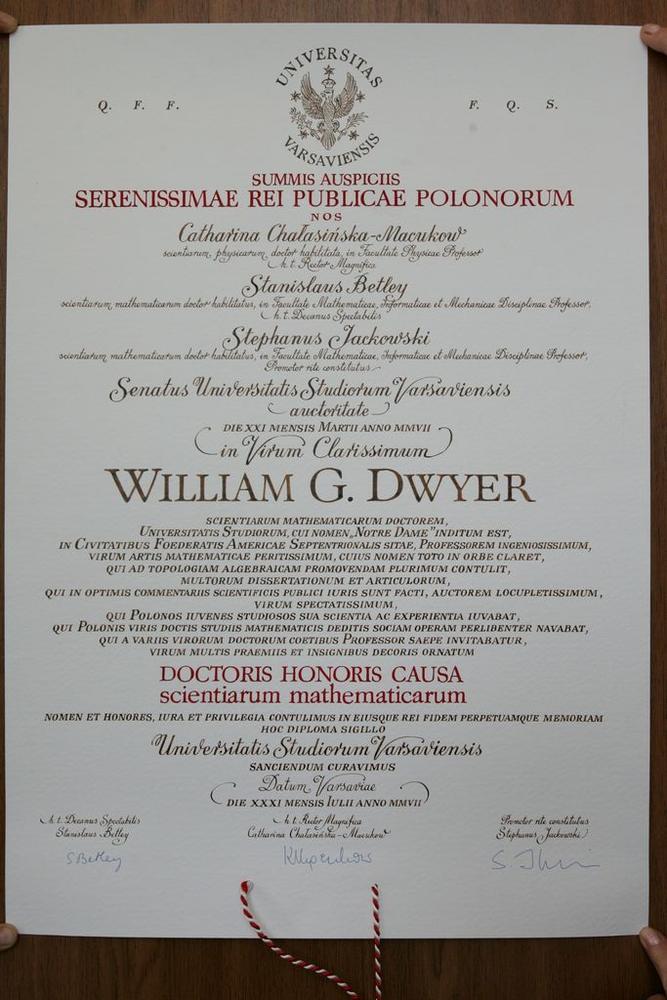 UNIVERSITAS
VARSAVIENSIS
Q. F. F.
F. Q. S.
SUMMIS AUSPICIIS
SERENISSIMAE REI PUBLICAE POLONORUM
NOS
Catharina Chałasińska-Macukow
scientiarum physicarum doctor habilitata, in Facultate Physicae Professor
h. t. Rector Magnifica
Stanislaus Betley
scientiarum mathematicarum doctor habilitatus, in Facultate Mathematicae, Informaticae et Mechanicae Disciplinae Professor,
h. t. Decanus Spectabilis
Stephanus Jackowski
scientiarum mathematicarum doctor habilitatus, in Facultate Mathematicae, Informaticae et Mechanicae Disciplinae Professor,
Promotor rite constitutus
Senatus Universitatis Studiorum Varsaviensis
auctoritate
DIE XXI MENSIS MARTII ANNO MMVII
in Virum Clarissimum
WILLIAM G. DWYER
SCIENTIARUM MATHEMATICARUM DOCTOREM,
UNIVERSITATIS STUDIORUM, CUI NOMEN „NOTRE DAME” INDITUM EST,
IN CIVITATIBUS FOEDERATIS AMERICAE SEPTENTRIONALIS SITAE, PROFESSOREM INGENIOSISSIMUM,
VIRUM ARTIS MATHEMATICAE PERITISSIMUM, CUIUS NOMEN TOTO IN ORBE CLARET,
QUI AD TOPOLOGIAM ALGEBRAICAM PROMOVENDAM PLURIMUM CONTULIT,
MULTORUM DISSERTATIONUM ET ARTICULORUM,
QUI IN OPTIMIS COMMENTARIIS SCIENTIFICIS PUBLICI IURIS SUNT FACTI, AUCTOREM LOCUPLETISSIMUM,
VIRUM SPECTATISSIMUM,
QUI POLONOS IUVENES STUDIOSOS SUA SCIENTIA AC EXPERIENTIA IUVABAT,
QUI POLONIS VIRIS DOCTIS STUDIIS MATHEMATICIS DEDITIS SOCIAM OPERAM PERLIBENTER NAVABAT,
QUI A VARIIS VIRORUM DOCTORUM COETIBUS PROFESSOR SAEPE INVITABATUR,
VIRUM MULTIS PRAEMIIS ET INSIGNIBUS DECORIS ORNATUM
DOCTORIS HONORIS CAUSA
scientiarum mathematicarum
NOMEN ET HONORES, IURA ET PRIVILEGIA CONTULIMUS IN EIUSQUE REI FIDEM PERPETUAMQUE MEMORIAM
HOC DIPLOMA SIGILLO
Universitatis Studiorum Varsaviensis
SANCIENDUM CURAVIMUS
Datum Varsaviae
DIE XXXI MENSIS IULII ANNO MMVII
h. t. Decanus Spectabilis
Stanislaus Betley
S Betley
h. t. Rector Magnifica
Catharina Chałasińska-Macukow
Promotor rite constitutus
Stephanus Jackowski